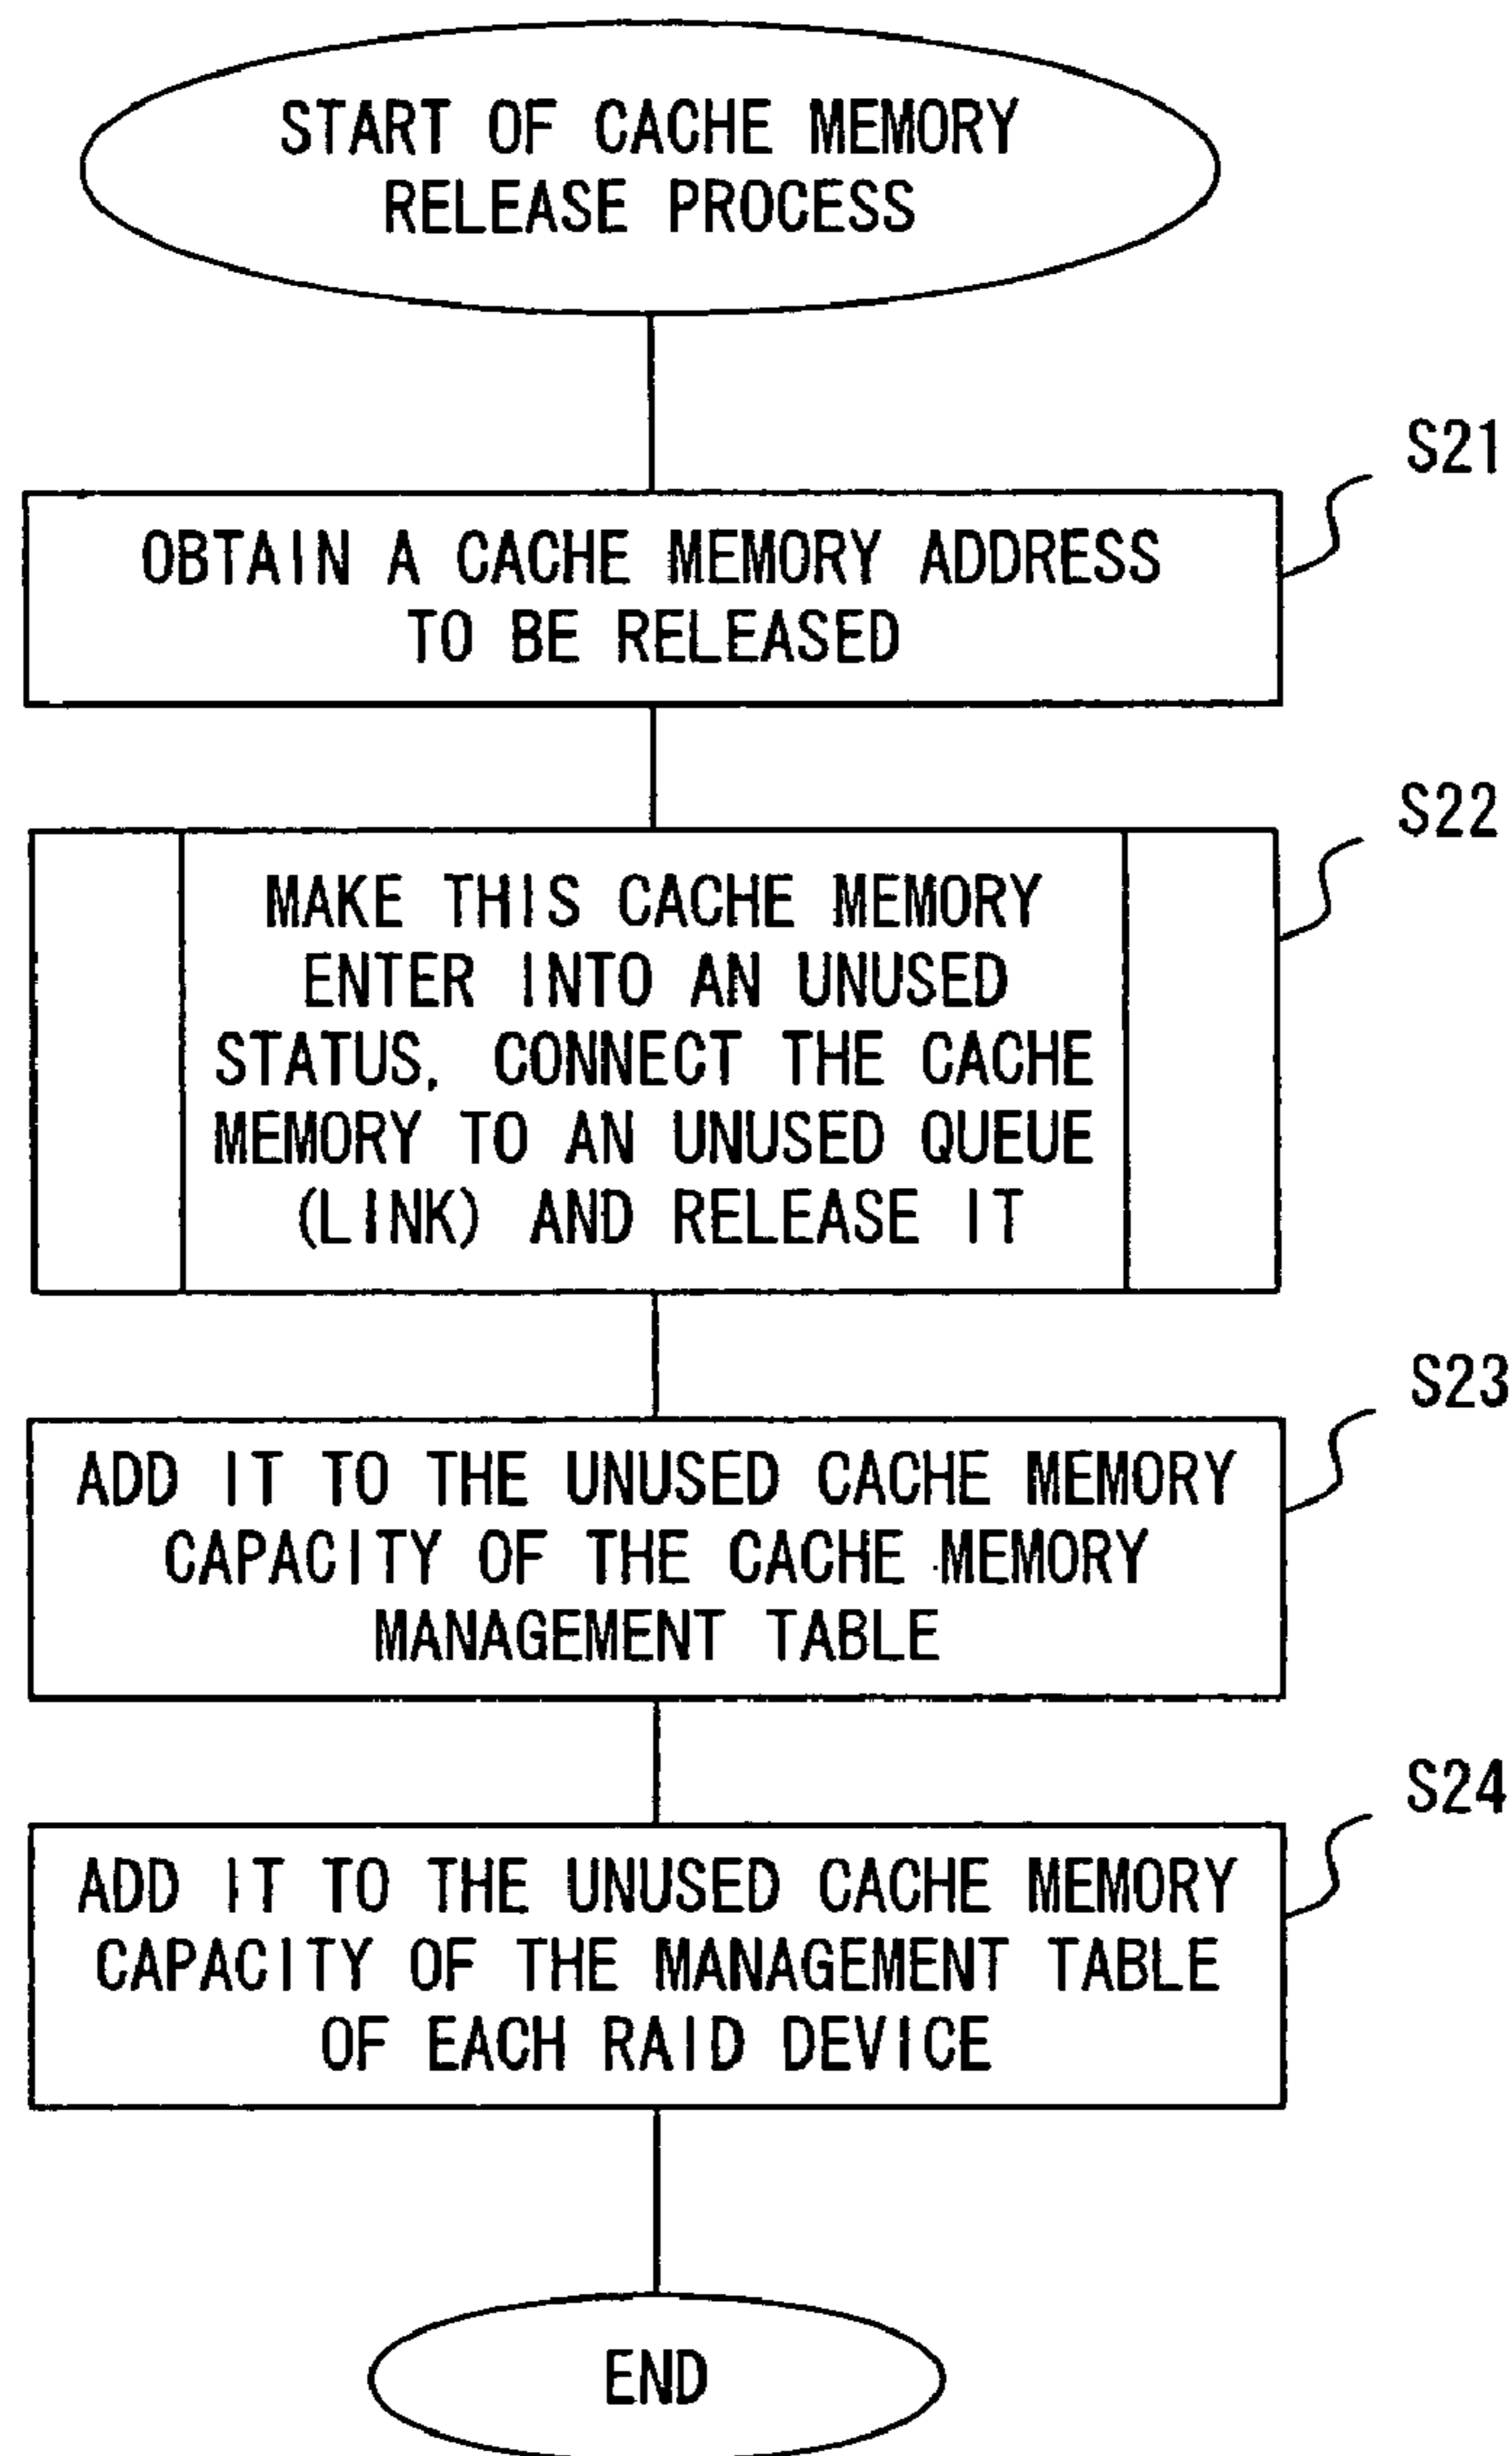 START OF CACHE MEMORY
RELEASE PROCESS
S21
OBTAIN A CACHE MEMORY ADDRESS
TO BE RELEASED
S22
MAKE THIS CACHE MEMORY
ENTER INTO AN UNUSED
STATUS, CONNECT THE CACHE
MEMORY TO AN UNUSED QUEUE
(LINK) AND RELEASE IT
S23
ADD IT TO THE UNUSED CACHE MEMORY
CAPACITY OF THE CACHE MEMORY
MANAGEMENT TABLE
S24
ADD IT TO THE UNUSED CACHE MEMORY
CAPACITY OF THE MANAGEMENT TABLE
OF EACH RAID DEVICE
END